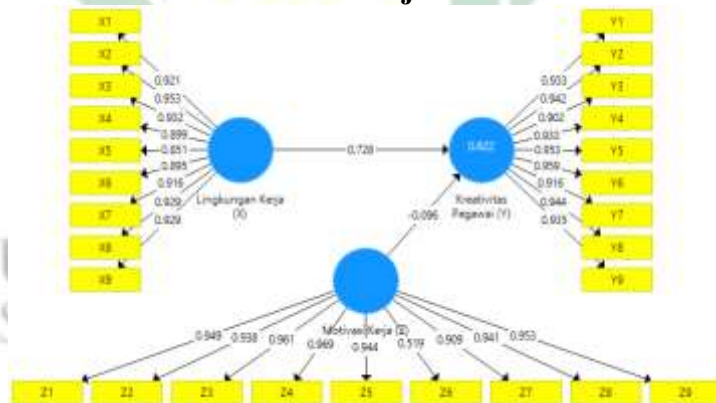 X1
X2
X3
X4
X5
X6
X7
X8
X9
0.921
0.953
0.932
0.899
0.851
0.895
0.916
0.929
0.929
Lingkungan Kerja
(X)
0.728
Kreativitas
Pegawai (Y)
-0.096
0.933
0.942
0.902
0.932
0.953
0.959
0.916
0.944
0.935
Y1
Y2
Y3
Y4
Y5
Y6
Y7
Y8
Y9
Motivasi Kerja (Z)
0.949
0.938
0.961
0.969
0.944
0.519
0.909
0.941
0.953
Z1
Z2
Z3
Z4
Z5
Z6
Z7
Z8
Z9